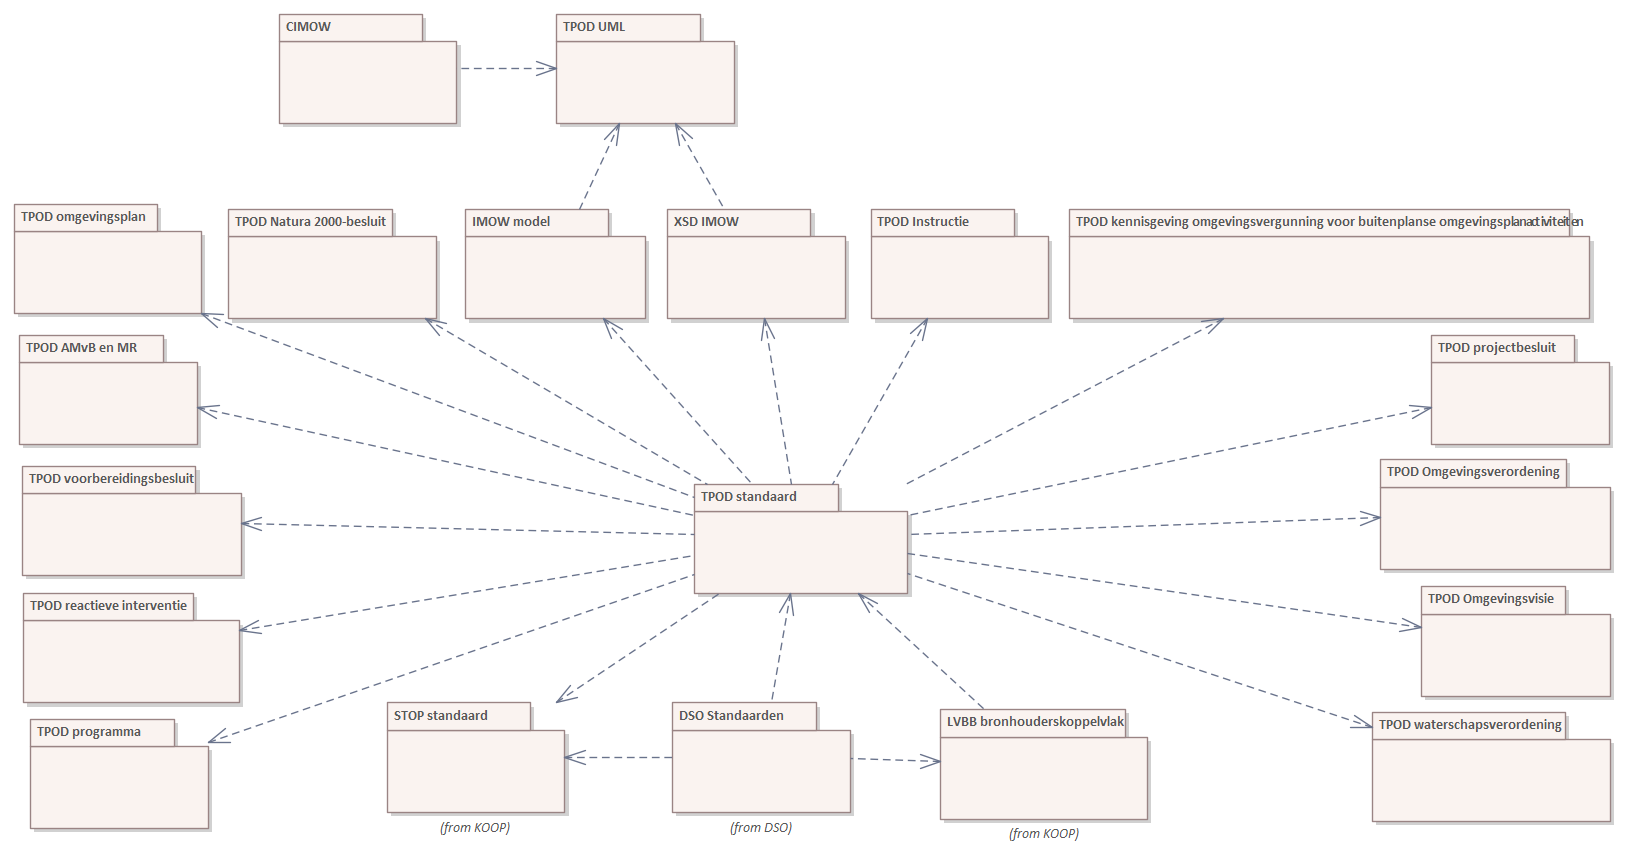 CIMOW
TPOD UML
TPOD omgevingsplan
TPOD Natura 2000-besluit
IMOW model
XSD IMOW
TPOD Instructie
TPOD kennisgeving omgevingsvergunning voor buitenplanse omgevingsplanactiviteiten
TPOD AMvB en MR
TPOD projectbesluit
TPOD voorbereidingsbesluit
TPOD Omgevingsverordening
TPOD standaard
TPOD reactieve interventie
TPOD Omgevingsvisie
TPOD programma
STOP standaard
DSO Standaarden
LVBB bronhouderskoppelvlak
TPOD waterschapsverordening
(from KOOP)
(from DSO)
(from KOOP)